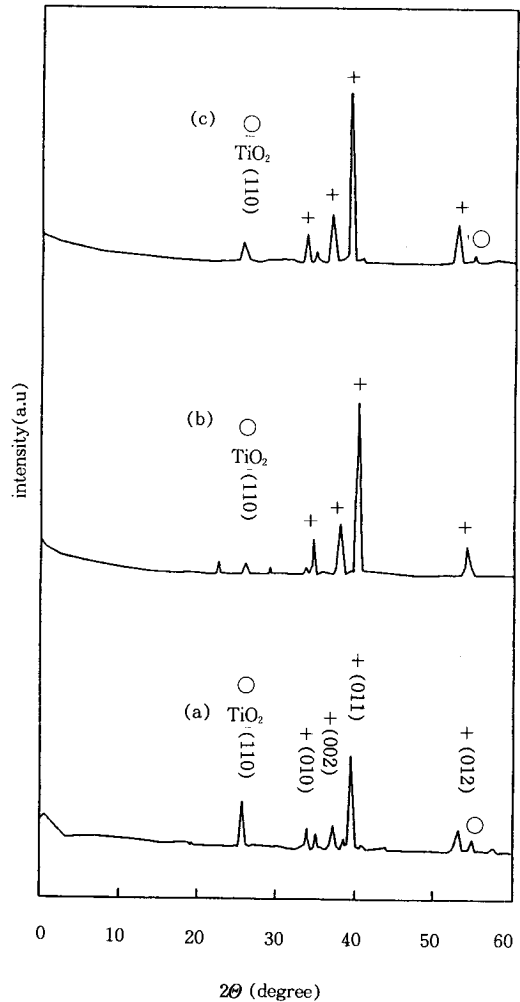 (c)
TiO₂
(110)
(b)
TiO₂
(110)
(a)
TiO₂
(110)
+ (010)
+ (002)
+ (011)
+ (012)
intensity(a.u)
0 10 20 30 40 50 60
2Θ (degree)